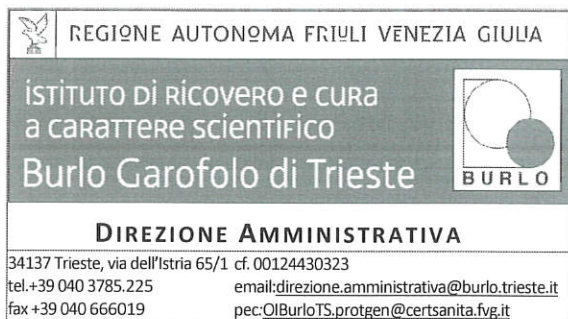 REGIONE AUTONOMA FRIULI VENEZIA GIULIA
istituto di ricovero e cura
a carattere scientifico
Burlo Garofolo di Trieste
BURLO
DIREZIONE AMMINISTRATIVA
34137 Trieste, via dell'Istria 65/1 cf. 00124430323
tel.+39 040 3785.225 email:direzione.amministrativa@burlo.trieste.it
fax +39 040 666019 pec:OIBurloTS.protgen@certsanita.fvg.it